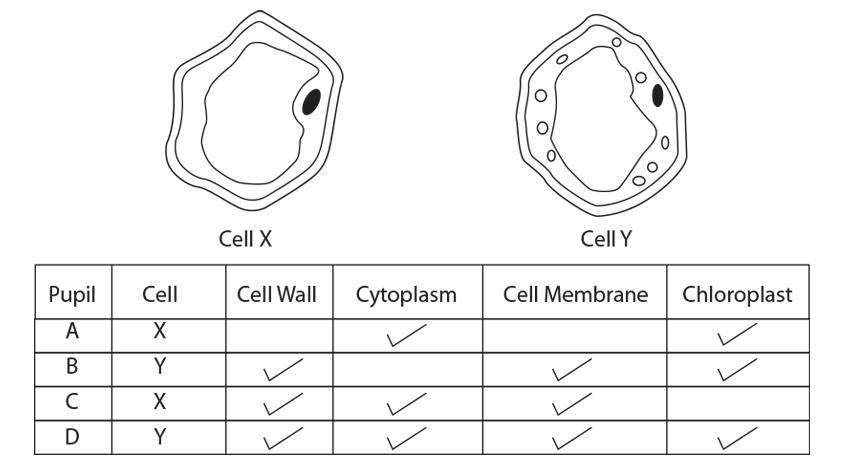 Cell X Cell Y
Pupil Cell Cell Wall Cytoplasm Cell Membrane Chloroplast
A X ✓ ✓
B Y ✓ ✓ ✓
C X ✓ ✓ ✓
D Y ✓ ✓ ✓ ✓